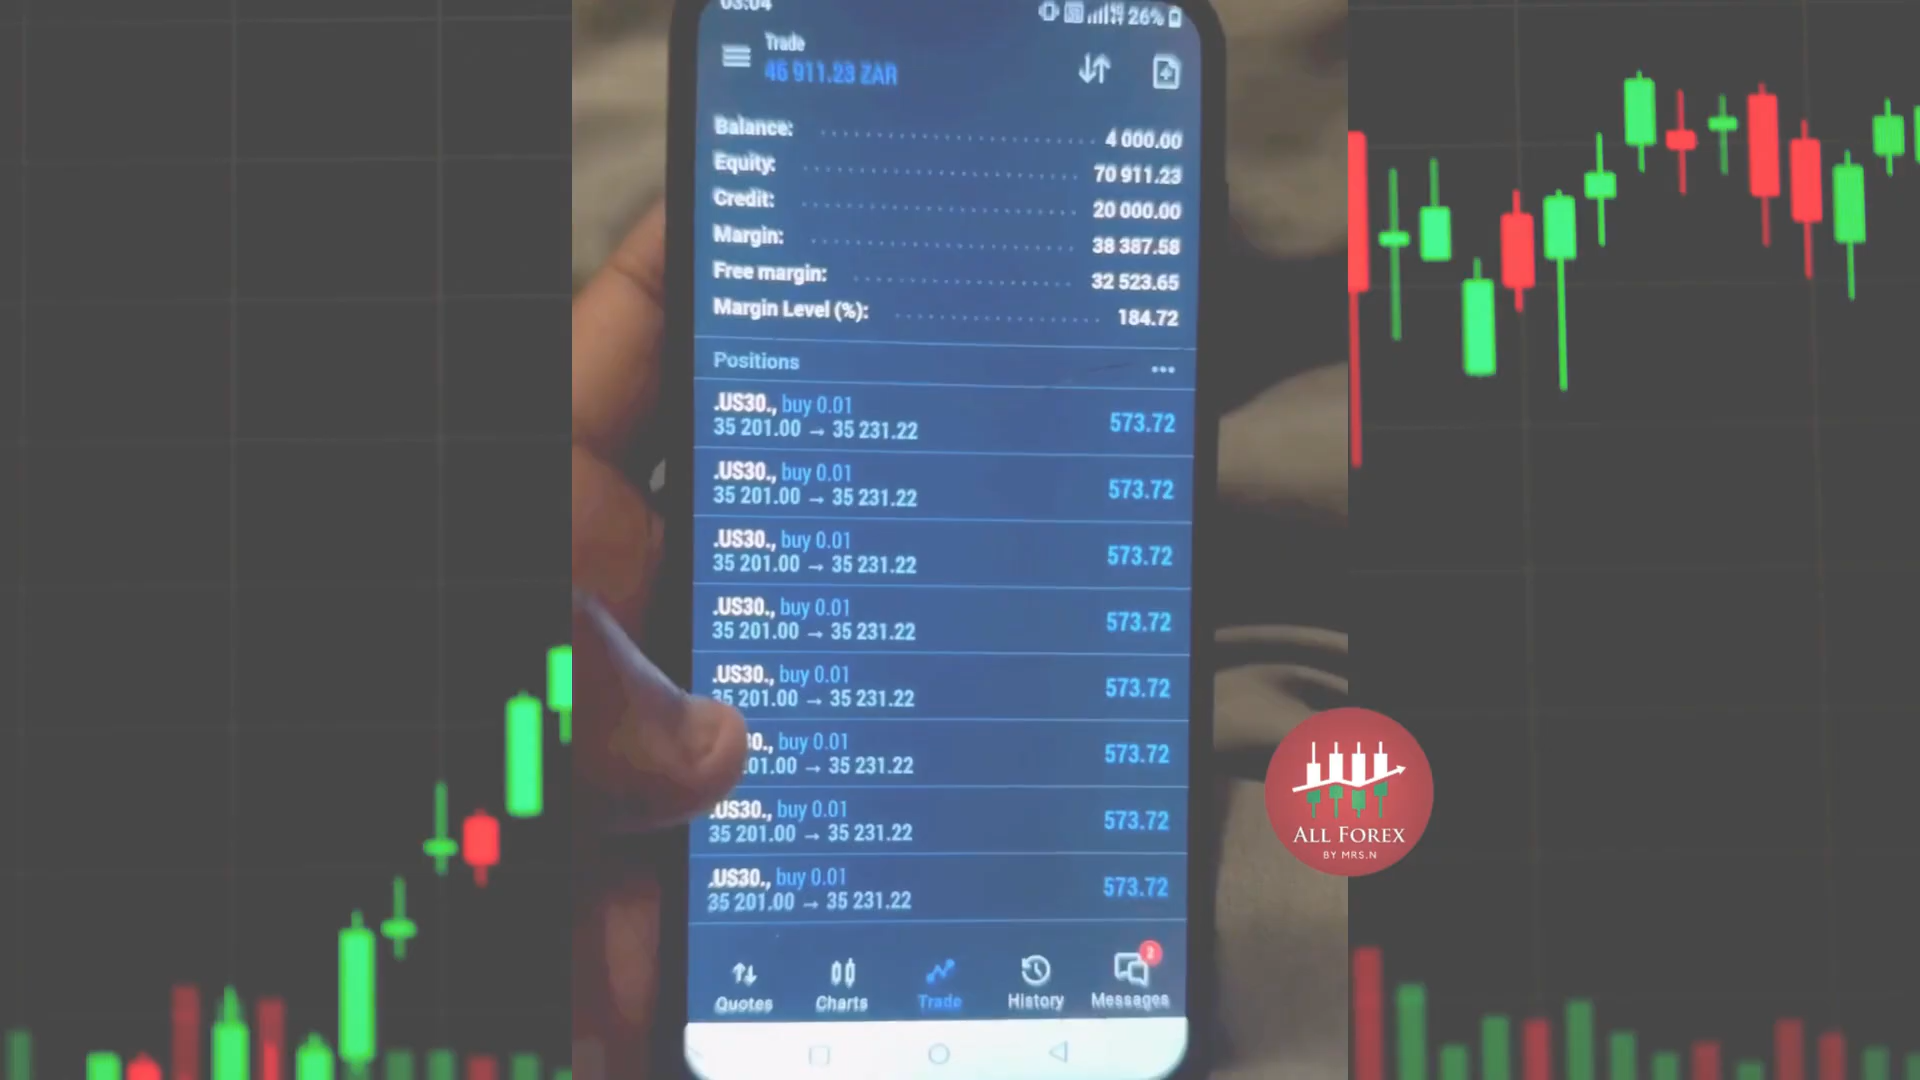 03:04
26%
Trade
46 911.23 ZAR
Balance: 4 000.00
Equity: 70 911.23
Credit: 20 000.00
Margin: 38 387.58
Free margin: 32 523.65
Margin Level (%): 184.72
Positions
.US30., buy 0.01
35 201.00 → 35 231.22 573.72
.US30., buy 0.01
35 201.00 → 35 231.22 573.72
.US30., buy 0.01
35 201.00 → 35 231.22 573.72
.US30., buy 0.01
35 201.00 → 35 231.22 573.72
.US30., buy 0.01
35 201.00 → 35 231.22 573.72
30., buy 0.01
201.00 → 35 231.22 573.72
.US30., buy 0.01
35 201.00 → 35 231.22 573.72
.US30., buy 0.01
35 201.00 → 35 231.22 573.72
2
Quotes Charts Trade History Messages
ALL FOREX
BY MRS.N